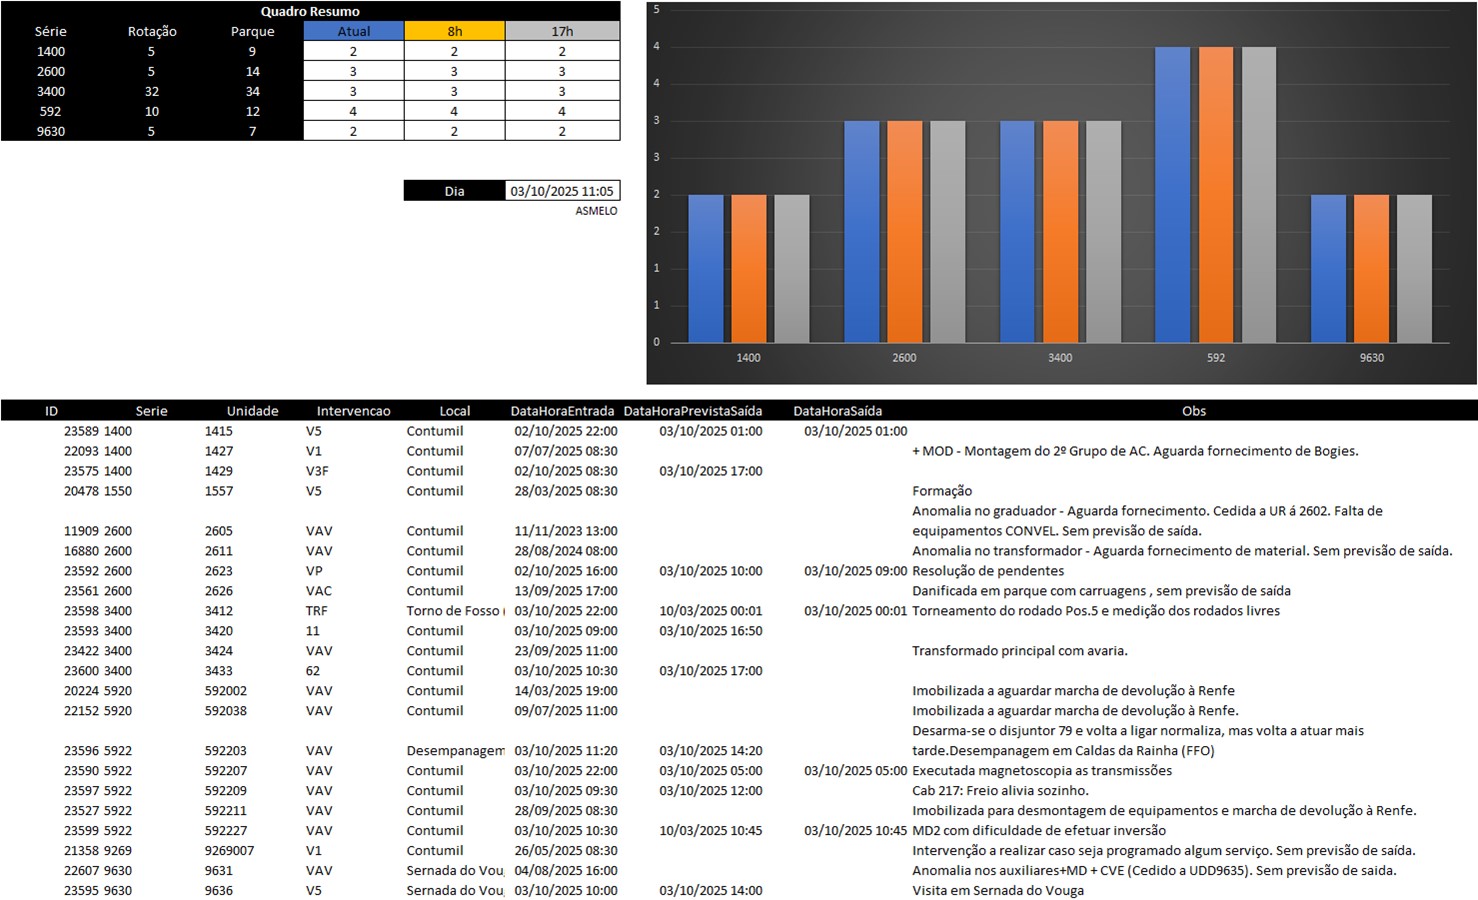 Quadro Resumo
Série Rotação Parque Atual 8h 17h
1400 5 9 2 2 2
2600 5 14 3 3 3
3400 32 34 3 3 3
592 10 12 4 4 4
9630 5 7 2 2 2
Dia 03/10/2025 11:05
ASMELO
5
4
4
3
3
2
2
1
1
0
1400 2600 3400 592 9630
ID Serie Unidade Intervencao Local DataHoraEntrada DataHoraPrevistaSaída DataHoraSaída Obs
23589 1400 1415 V5 Contumil 02/10/2025 22:00 03/10/2025 01:00 03/10/2025 01:00
22093 1400 1427 V1 Contumil 07/07/2025 08:30 + MOD - Montagem do 2º Grupo de AC. Aguarda fornecimento de Bogies.
23575 1400 1429 V3F Contumil 02/10/2025 08:30 03/10/2025 17:00
20478 1550 1557 V5 Contumil 28/03/2025 08:30 Formação
Anomalia no graduador - Aguarda fornecimento. Cedida a UR á 2602. Falta de
11909 2600 2605 VAV Contumil 11/11/2023 13:00 equipamentos CONVEL. Sem previsão de saída.
16880 2600 2611 VAV Contumil 28/08/2024 08:00 Anomalia no transformador - Aguarda fornecimento de material. Sem previsão de saída.
23592 2600 2623 VP Contumil 02/10/2025 16:00 03/10/2025 10:00 03/10/2025 09:00 Resolução de pendentes
23561 2600 2626 VAC Contumil 13/09/2025 17:00 Danificada em parque com carruagens , sem previsão de saída
23598 3400 3412 TRF Torno de Fosso ( 03/10/2025 22:00 10/03/2025 00:01 03/10/2025 00:01 Torneamento do rodado Pos.5 e medição dos rodados livres
23593 3400 3420 11 Contumil 03/10/2025 09:00 03/10/2025 16:50
23422 3400 3424 VAV Contumil 23/09/2025 11:00 Transformado principal com avaria.
23600 3400 3433 62 Contumil 03/10/2025 10:30 03/10/2025 17:00
20224 5920 592002 VAV Contumil 14/03/2025 19:00 Imobilizada a aguardar marcha de devolução à Renfe
22152 5920 592038 VAV Contumil 09/07/2025 11:00 Imobilizada a aguardar marcha de devolução à Renfe.
Desarma-se o disjuntor 79 e volta a ligar normaliza, mas volta a atuar mais
23596 5922 592203 VAV Desempanagem 03/10/2025 11:20 03/10/2025 14:20 tarde.Desempanagem em Caldas da Rainha (FFO)
23590 5922 592207 VAV Contumil 03/10/2025 22:00 03/10/2025 05:00 03/10/2025 05:00 Executada magnetoscopia as transmissões
23597 5922 592209 VAV Contumil 03/10/2025 09:30 03/10/2025 12:00 Cab 217: Freio alivia sozinho.
23527 5922 592211 VAV Contumil 28/09/2025 08:30 Imobilizada para desmontagem de equipamentos e marcha de devolução à Renfe.
23599 5922 592227 VAV Contumil 03/10/2025 10:30 10/03/2025 10:45 03/10/2025 10:45 MD2 com dificuldade de efetuar inversão
21358 9269 9269007 V1 Contumil 26/05/2025 08:30 Intervenção a realizar caso seja programado algum serviço. Sem previsão de saída.
22607 9630 9631 VAV Sernada do Vou 04/08/2025 16:00 Anomalia nos auxiliares+MD + CVE (Cedido a UDD9635). Sem previsão de saida.
23595 9630 9636 V5 Sernada do Vou 03/10/2025 10:00 03/10/2025 14:00 Visita em Sernada do Vouga